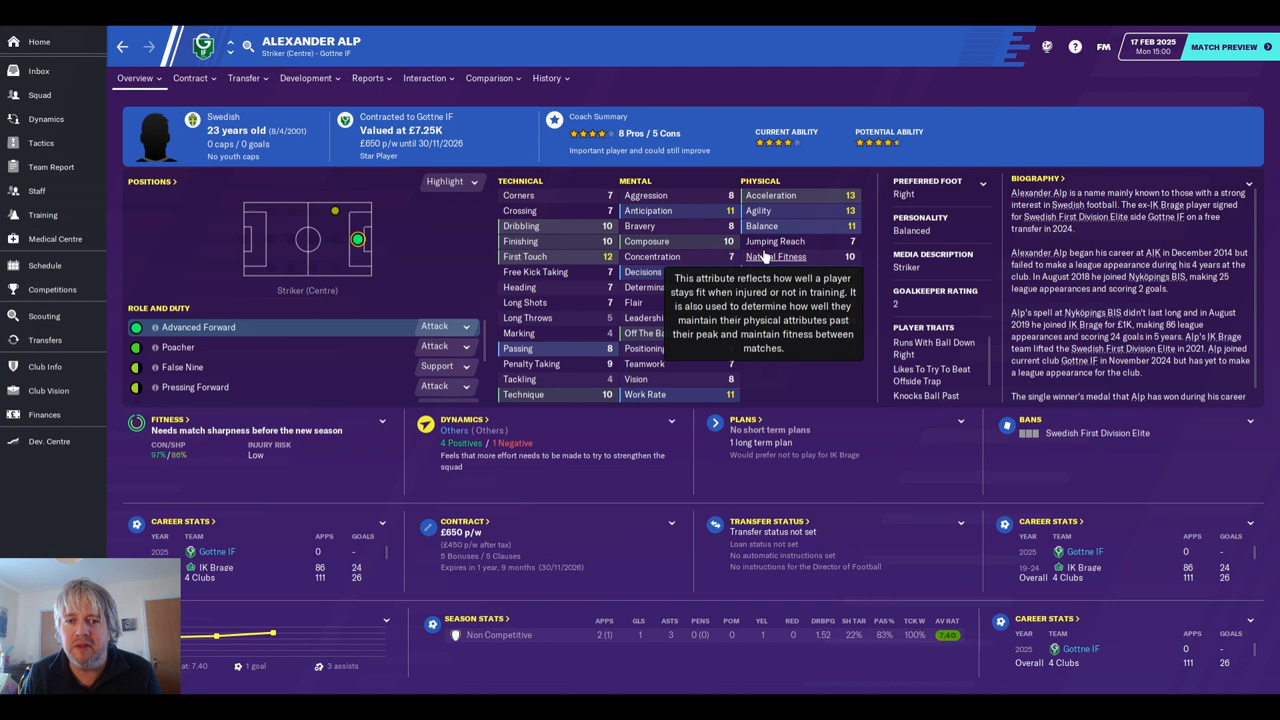 Home
Inbox
Squad
Dynamics
Tactics
Team Report
Staff
Training
Medical Centre
Schedule
Competitions
Scouting
Transfers
Club Info
Club Vision
Finances
Dev. Centre
ALEXANDER ALP
Striker (Centre) - Gottne IF
FM
17 FEB 2025
Mon 15:00
MATCH PREVIEW
Overview
Contract
Transfer
Development
Reports
Interaction
Comparison
History
Swedish
23 years old (8/4/2001)
0 caps / 0 goals
No youth caps
Contracted to Gottne IF
Valued at £7.25K
£650 p/w until 30/11/2026
Star Player
Coach Summary
8 Pros / 5 Cons
Important player and could still improve
CURRENT ABILITY
POTENTIAL ABILITY
POSITIONS >
Highlight
Striker (Centre)
ROLE AND DUTY
Advanced Forward Attack
Poacher Attack
False Nine Support
Pressing Forward Attack
TECHNICAL
Corners 7
Crossing 7
Dribbling 10
Finishing 10
First Touch 12
Free Kick Taking 7
Heading 7
Long Shots 7
Long Throws 5
Marking 4
Passing 8
Penalty Taking 9
Tackling 4
Technique 10
MENTAL
Aggression 8
Anticipation 11
Bravery 8
Composure 10
Concentration 7
Decisions
Determina
Flair
Leadershi
Off The Ba
Positioning
Teamwork 7
Vision 8
Work Rate 11
PHYSICAL
Acceleration 13
Agility 13
Balance 11
Jumping Reach 7
Natural Fitness 10
This attribute reflects how well a player
stays fit when injured or not in training. It
is also used to determine how well they
maintain their physical attributes past
their peak and maintain fitness between
matches.
PREFERRED FOOT
Right
PERSONALITY
Balanced
MEDIA DESCRIPTION
Striker
GOALKEEPER RATING
2
PLAYER TRAITS
Runs With Ball Down
Right
Likes To Try To Beat
Offside Trap
Knocks Ball Past
BIOGRAPHY >
Alexander Alp is a name mainly known to those with a strong
interest in Swedish football. The ex-IK Brage player signed
for Swedish First Division Elite side Gottne IF on a free
transfer in 2024.
Alexander Alp began his career at AIK in December 2014 but
failed to make a league appearance during his 4 years at the
club. In August 2018 he joined Nyköpings BIS, making 25
league appearances and scoring 2 goals.
Alp's spell at Nyköpings BIS didn't last long and in August
2019 he joined IK Brage for £1K, making 86 league
appearances and scoring 24 goals in 5 years. Alp's IK Brage
team lifted the Swedish First Division Elite in 2021. Alp joined
current club Gottne IF in November 2024 but has yet to
make a league appearance for the club.
The single winner's medal that Alp has won during his career
FITNESS >
Needs match sharpness before the new season
CON/SHP
97% / 86%
INJURY RISK
Low
DYNAMICS >
Others ( Others )
4 Positives / 1 Negative
Feels that more effort needs to be made to try to strengthen the
squad
PLANS >
No short term plans
1 long term plan
Would prefer not to play for IK Brage
BANS >
Swedish First Division Elite
CAREER STATS >
YEAR TEAM APPS GOALS
2025 Gottne IF 0 -
IK Brage 86 24
4 Clubs 111 26
CONTRACT >
£650 p/w
(£450 p/w after tax)
5 Bonuses / 5 Clauses
Expires in 1 year, 9 months (30/11/2026)
TRANSFER STATUS >
Transfer status not set
Loan status not set
No automatic instructions set
No instructions for the Director of Football
CAREER STATS >
YEAR TEAM APPS GOALS
2025 Gottne IF 0 -
19-24 IK Brage 86 24
Overall 4 Clubs 111 26
at: 7.40 1 goal 3 assists
SEASON STATS >
APPS GLS ASTS PENS POM YEL RED DRBPG SH TAR PAS % TCK W AV RAT
Non Competitive 2 (1) 1 3 0 (0) 0 1 0 1.52 22% 83% 100% 7.40
CAREER STATS >
YEAR TEAM APPS GOALS
2025 Gottne IF 0 -
Overall 4 Clubs 111 26